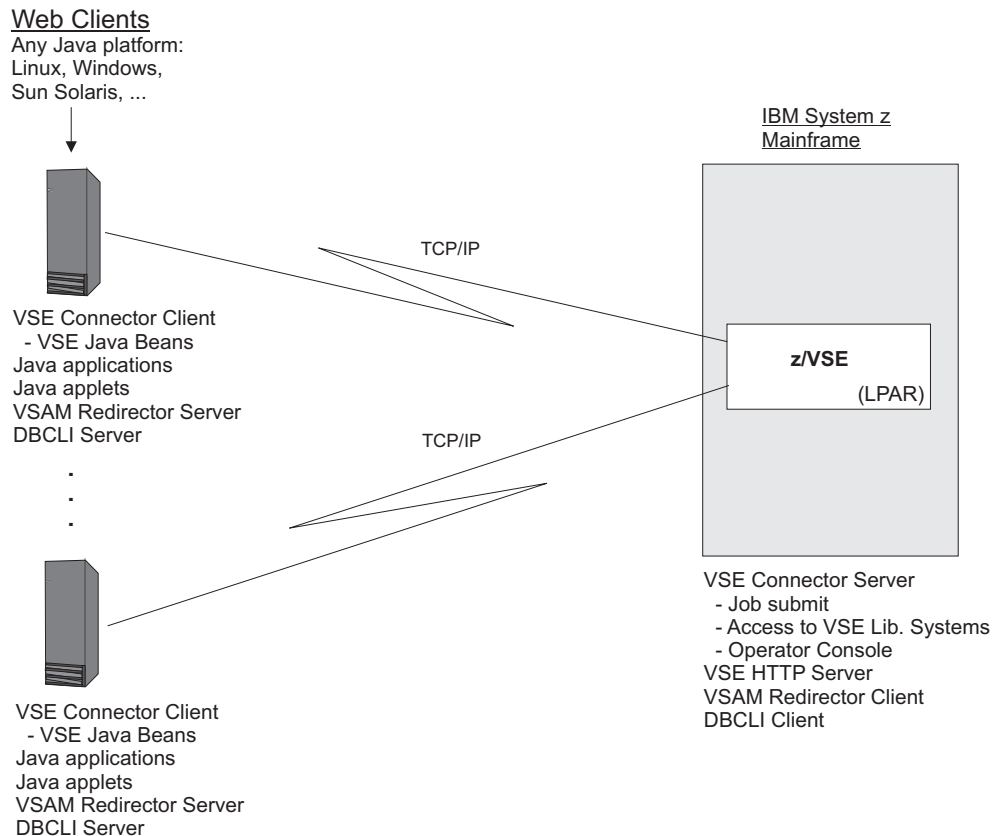 Web Clients
Any Java platform:
Linux, Windows,
Sun Solaris, ...
IBM System z
Mainframe
TCP/IP
z/VSE
(LPAR)
VSE Connector Client
- VSE Java Beans
Java applications
Java applets
VSAM Redirector Server
DBCLI Server
TCP/IP
.
.
.
VSE Connector Server
- Job submit
- Access to VSE Lib. Systems
- Operator Console
VSE HTTP Server
VSAM Redirector Client
DBCLI Client
VSE Connector Client
- VSE Java Beans
Java applications
Java applets
VSAM Redirector Server
DBCLI Server